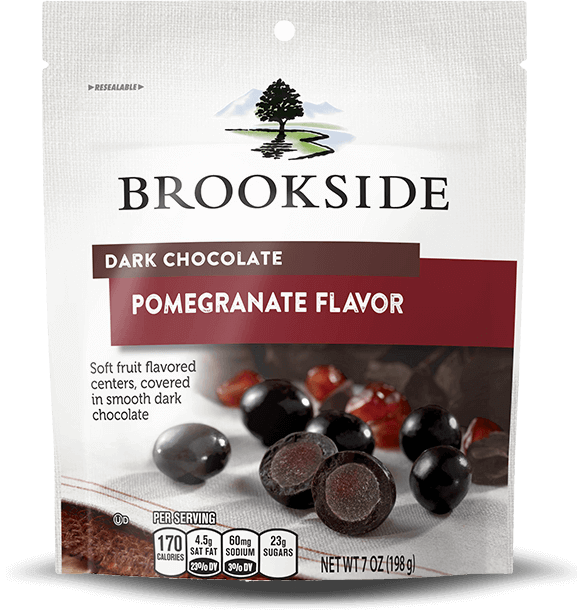 ▶RESEALABLE▶
BROOKSIDE
DARK CHOCOLATE
POMEGRANATE FLAVOR
Soft fruit flavored
centers, covered
in smooth dark
chocolate
Ⓤ D
PER SERVING
170
CALORIES
4.5g
SAT FAT
23% DV
60mg
SODIUM
3% DV
23g
SUGARS
NET WT 7 OZ (198 g)